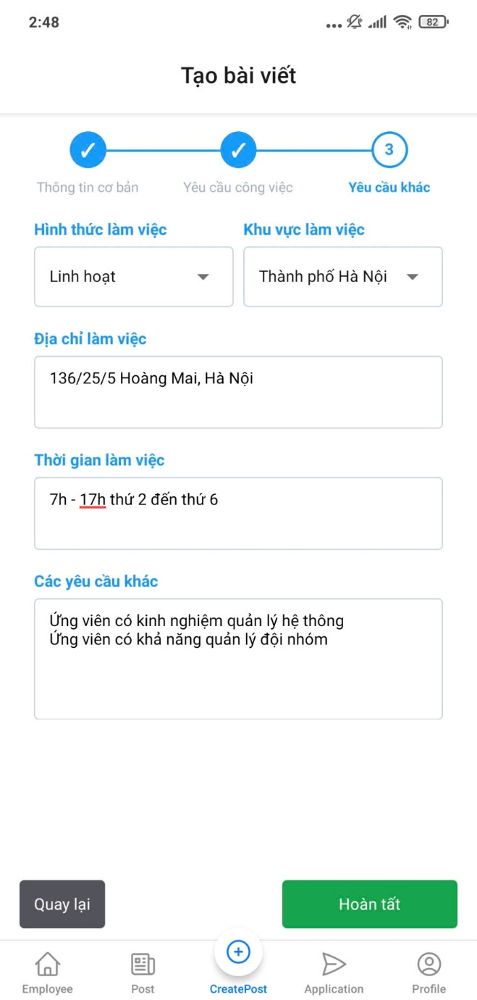 2:48
82
Tạo bài viết
3
Thông tin cơ bản Yêu cầu công việc Yêu cầu khác
Hình thức làm việc Khu vực làm việc
Linh hoạt Thành phố Hà Nội
Địa chỉ làm việc
136/25/5 Hoàng Mai, Hà Nội
Thời gian làm việc
7h - 17h thứ 2 đến thứ 6
Các yêu cầu khác
Ứng viên có kinh nghiệm quản lý hệ thông
Ứng viên có khả năng quản lý đội nhóm
Quay lại Hoàn tất
Employee Post CreatePost Application Profile